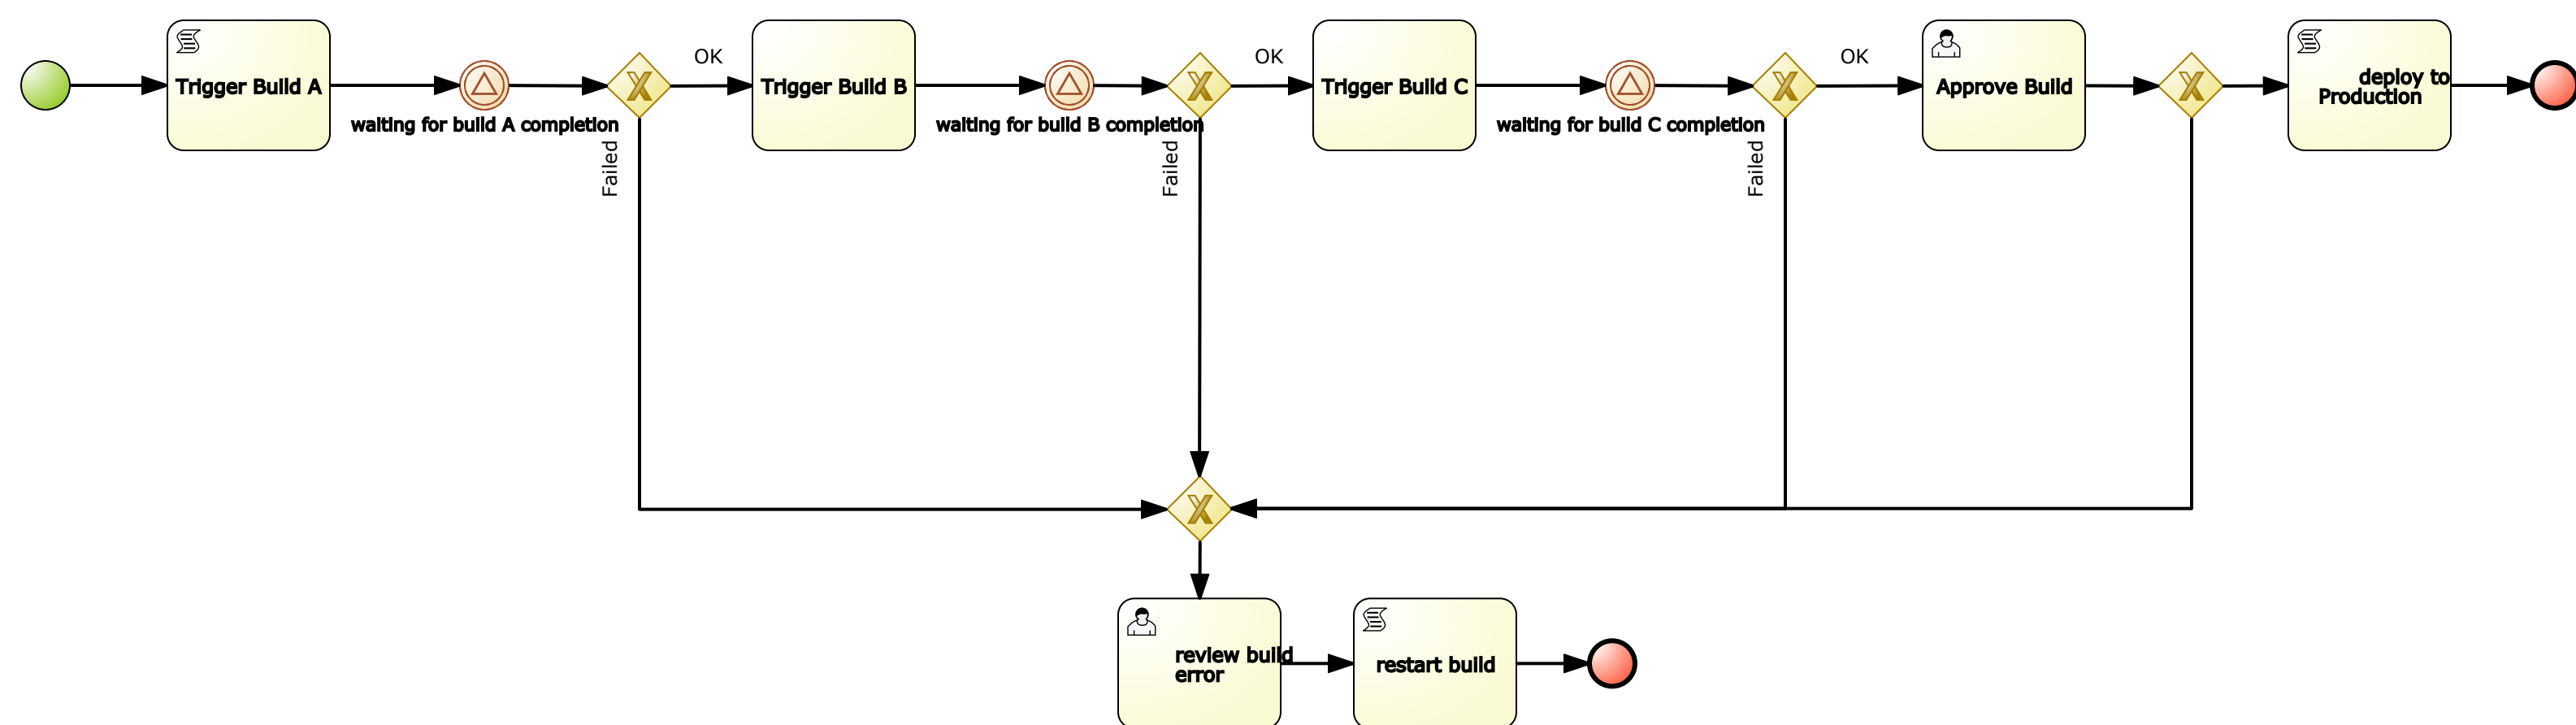 OK
OK
OK
Trigger Build A
Trigger Build B
Trigger Build C
Approve Build
deploy to
Production
waiting for build A completion
waiting for build B completion
waiting for build C completion
Failed
Failed
Failed
review build
error
restart build